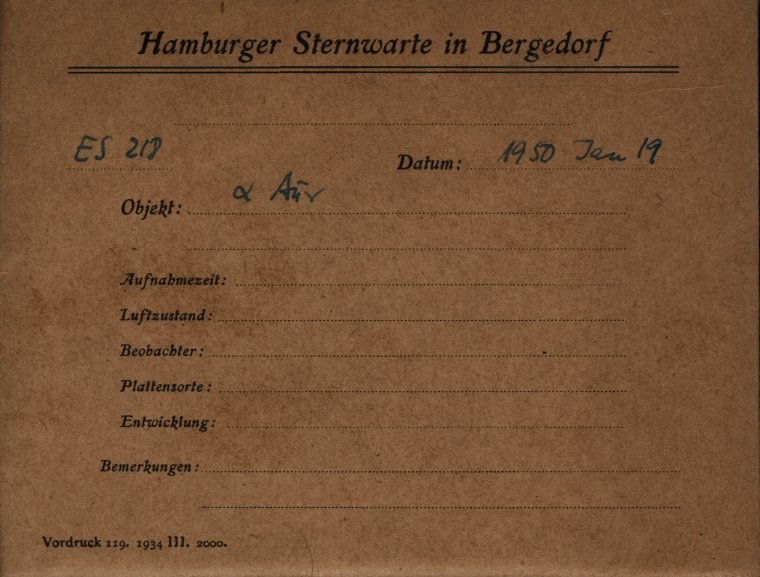 Hamburger Sternwarte in Bergedorf
ES 218 Datum: 1950 Jan 19
Objekt: α Aur
Aufnahmezeit:
Luftzustand:
Beobachter:
Plattensorte:
Entwicklung:
Bemerkungen:
Vordruck 119. 1934 III. 2000.